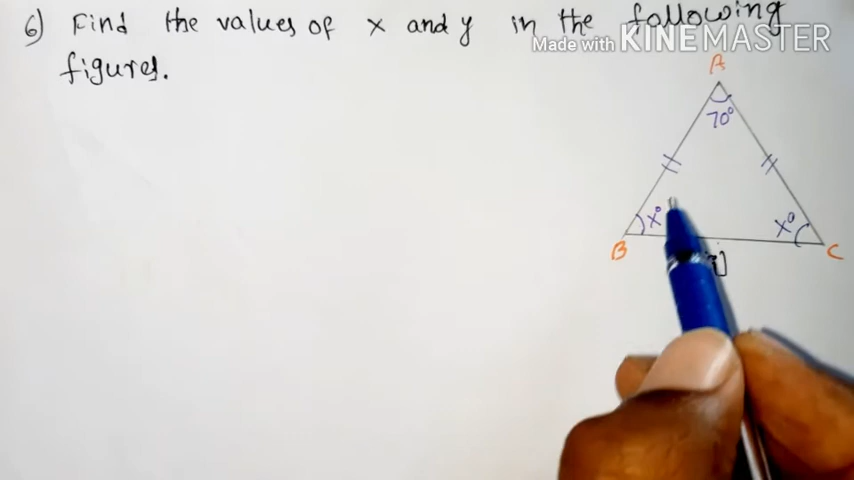 6) Find the values of x and y in the following
Made with KINEMASTER
figures.
A
70°
x° x°
B C